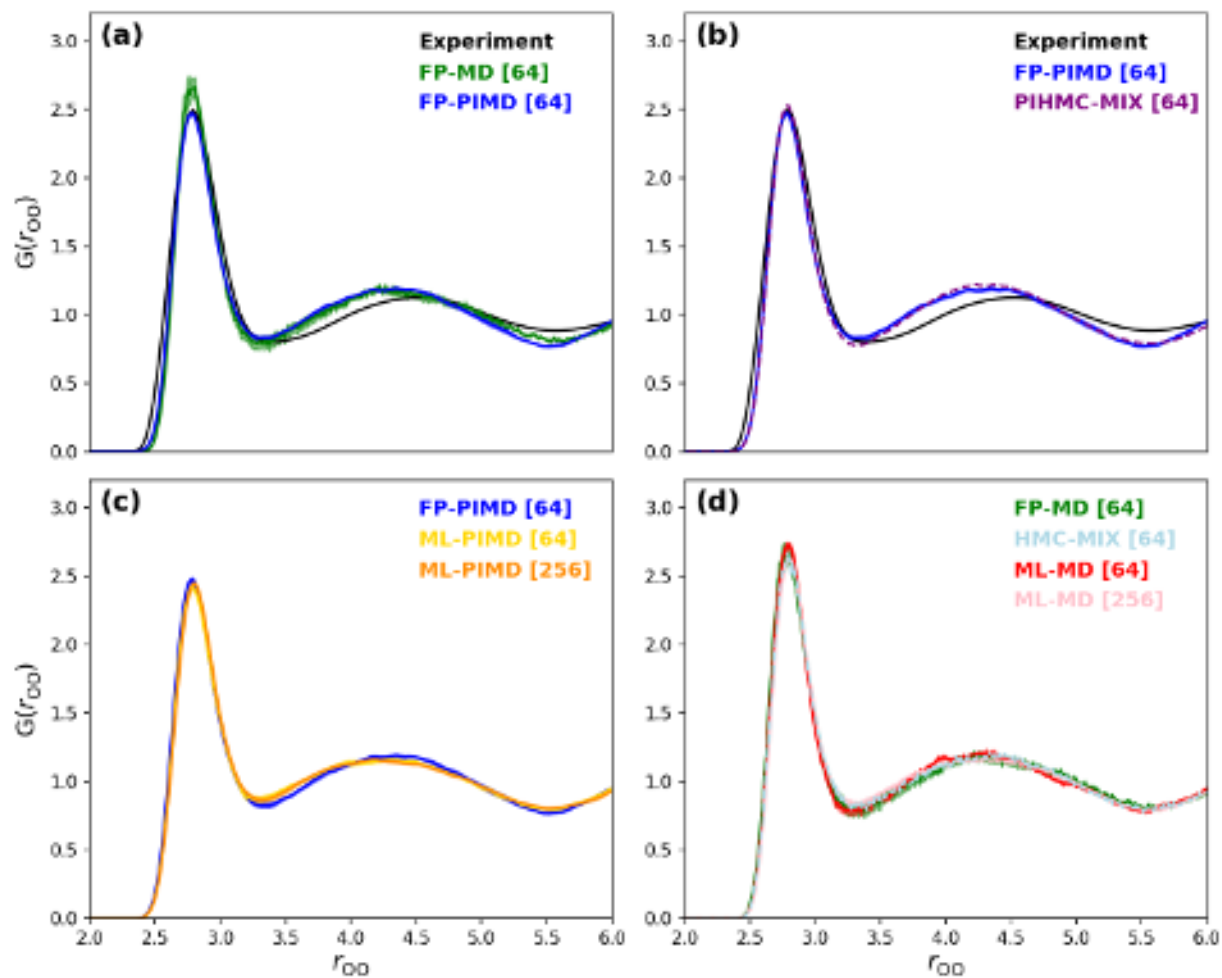 (a)
Experiment
FP-MD [64]
FP-PIMD [64]
3.0
2.5
2.0
1.5
1.0
0.5
0.0
G(r_OO)
(b)
Experiment
FP-PIMD [64]
PIHMC-MIX [64]
3.0
2.5
2.0
1.5
1.0
0.5
0.0
(c)
FP-PIMD [64]
ML-PIMD [64]
ML-PIMD [256]
3.0
2.5
2.0
1.5
1.0
0.5
0.0
G(r_OO)
2.0 2.5 3.0 3.5 4.0 4.5 5.0 5.5 6.0
r_OO
(d)
FP-MD [64]
HMC-MIX [64]
ML-MD [64]
ML-MD [256]
3.0
2.5
2.0
1.5
1.0
0.5
0.0
2.0 2.5 3.0 3.5 4.0 4.5 5.0 5.5 6.0
r_OO